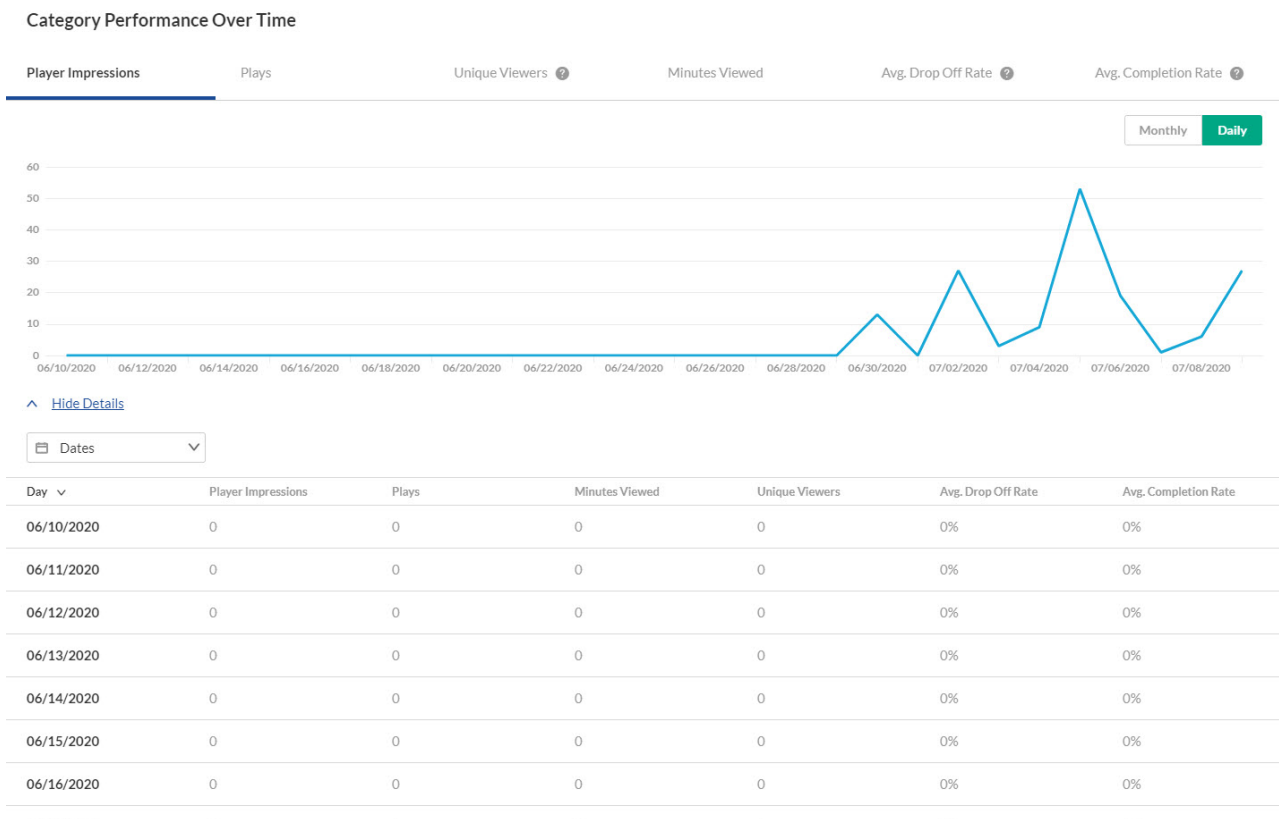 Category Performance Over Time
Player Impressions Plays Unique Viewers ? Minutes Viewed Avg. Drop Off Rate ? Avg. Completion Rate ?
Monthly Daily
60
50
40
30
20
10
0
06/10/2020 06/12/2020 06/14/2020 06/16/2020 06/18/2020 06/20/2020 06/22/2020 06/24/2020 06/26/2020 06/28/2020 06/30/2020 07/02/2020 07/04/2020 07/06/2020 07/08/2020
Hide Details
Dates
Day Player Impressions Plays Minutes Viewed Unique Viewers Avg. Drop Off Rate Avg. Completion Rate
06/10/2020 0 0 0 0 0% 0%
06/11/2020 0 0 0 0 0% 0%
06/12/2020 0 0 0 0 0% 0%
06/13/2020 0 0 0 0 0% 0%
06/14/2020 0 0 0 0 0% 0%
06/15/2020 0 0 0 0 0% 0%
06/16/2020 0 0 0 0 0% 0%